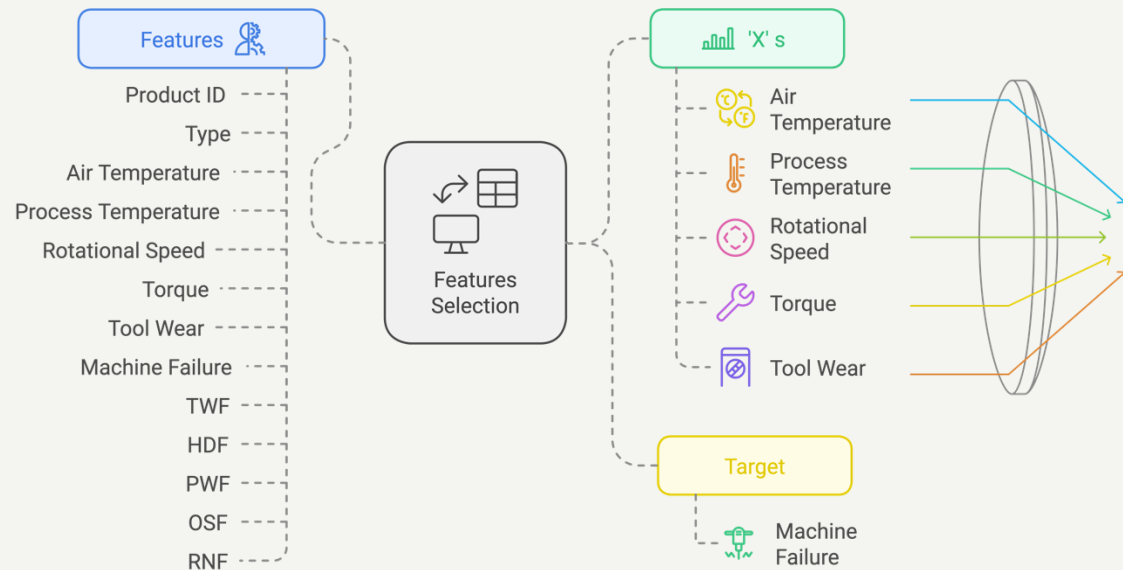 Features
Product ID
Type
Air Temperature
Process Temperature
Rotational Speed
Torque
Tool Wear
Machine Failure
TWF
HDF
PWF
OSF
RNF
Features
Selection
'X' s
°C
°F
Air
Temperature
Process
Temperature
Rotational
Speed
Torque
Tool Wear
Target
Machine
Failure